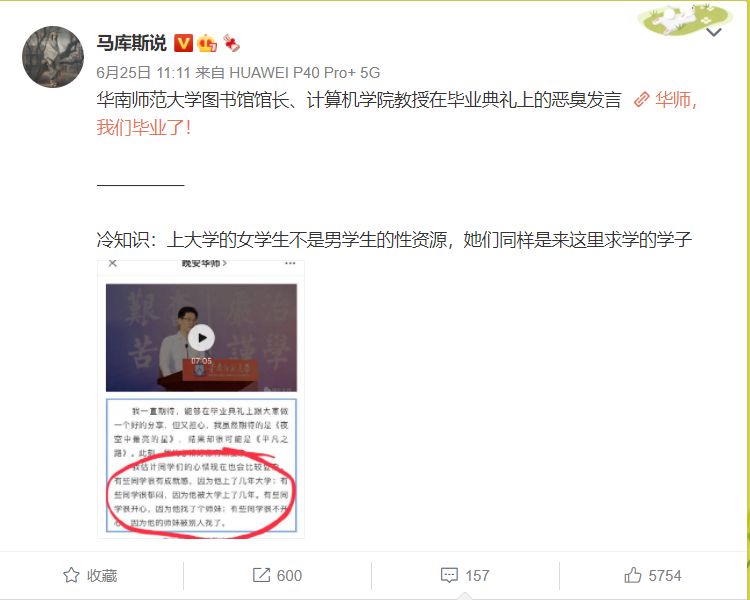 马库斯说
6月25日 11:11 来自 HUAWEI P40 Pro+ 5G
华南师范大学图书馆馆长、计算机学院教授在毕业典礼上的恶臭发言 华师，
我们毕业了！
冷知识：上大学的女学生不是男学生的性资源，她们同样是来这里求学的学子
晚安华师
07:05
我一直期待，能够在毕业典礼上跟大家做
一个好的分享，但又担心，我虽然期待的是《夜
空中最亮的星》，结果却很可能是《平凡之
路》。此刻，
我估计同学们的心情现在也会比较复
有些同学很有成就感，因为他上了几年大学；有
些同学很郁闷，因为他被大学上了几年。有些同
学很开心，因为他找了个师妹；有些同学很不开
心，因为他的师妹被别人找了。
收藏
600
157
5754